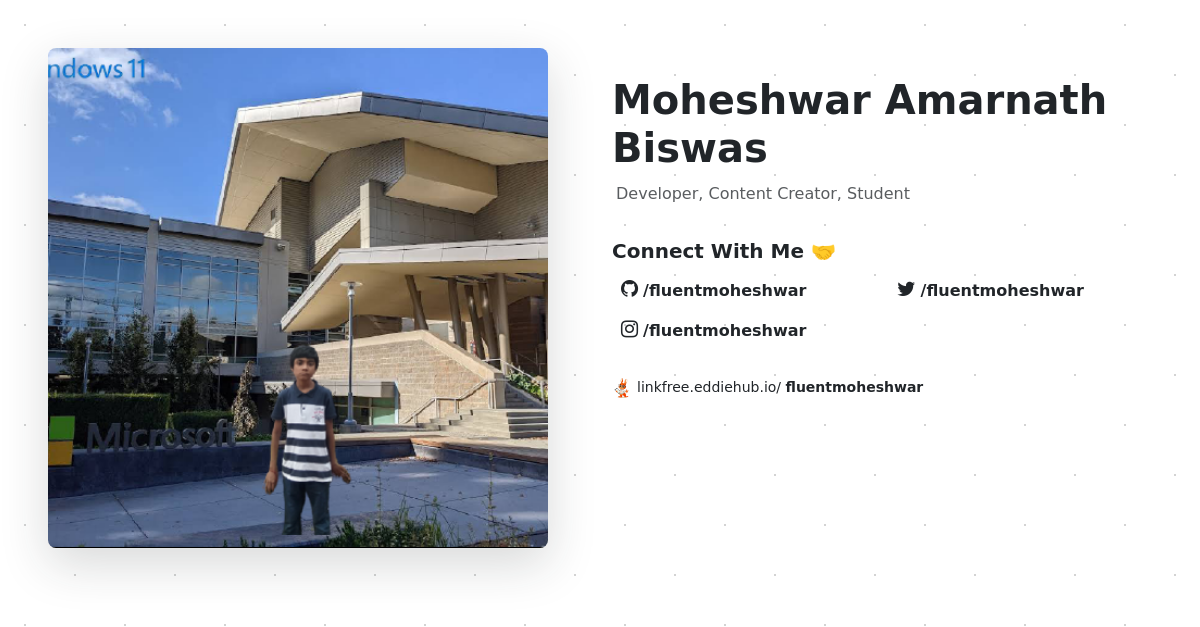 ndows 11
Microsoft
Moheshwar Amarnath
Biswas
Developer, Content Creator, Student
Connect With Me 🤝
/fluentmoheshwar
/fluentmoheshwar
/fluentmoheshwar
linkfree.eddiehub.io/ fluentmoheshwar